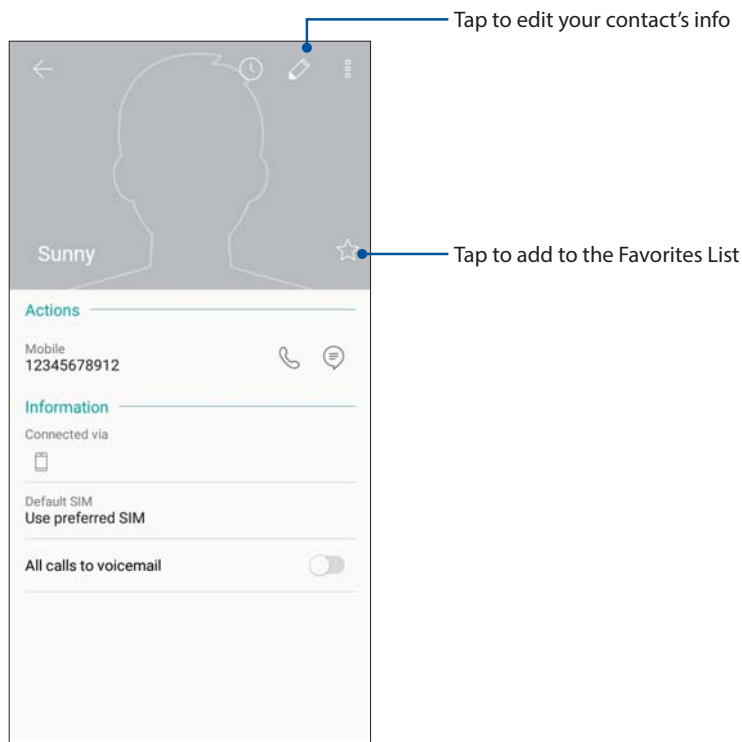 Tap to edit your contact’s info
Sunny
Tap to add to the Favorites List
Actions
Mobile
12345678912
Information
Connected via
Default SIM
Use preferred SIM
All calls to voicemail